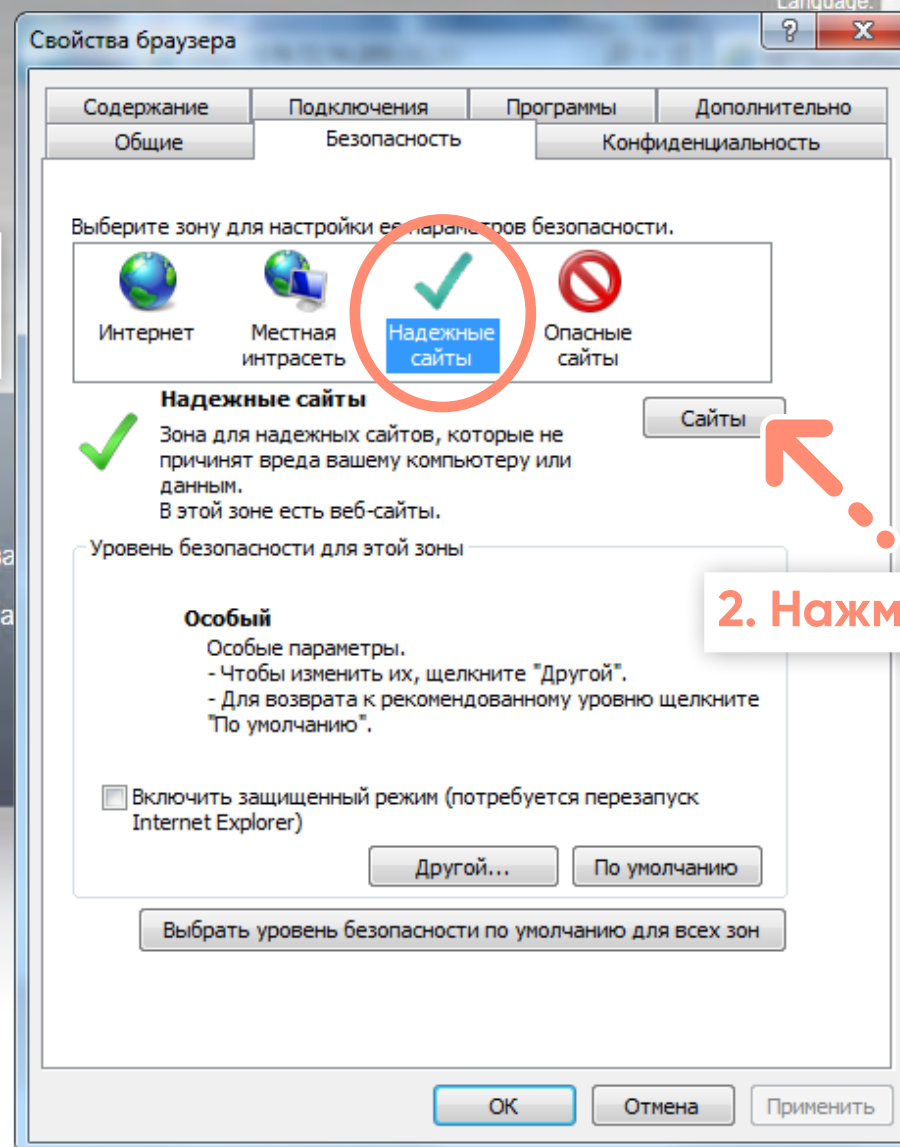 Language:
Свойства браузера
Содержание Подключения Программы Дополнительно
Общие Безопасность Конфиденциальность
Выберите зону для настройки ее параметров безопасности.
Интернет Местная Надежные Опасные
интрасеть сайты сайты
Надежные сайты
Сайты
Зона для надежных сайтов, которые не
причинят вреда вашему компьютеру или
данным.
В этой зоне есть веб-сайты.
Уровень безопасности для этой зоны
2. Нажм
Особый
Особые параметры.
- Чтобы изменить их, щелкните "Другой".
- Для возврата к рекомендованному уровню щелкните
"По умолчанию".
Включить защищенный режим (потребуется перезапуск
Internet Explorer)
Другой... По умолчанию
Выбрать уровень безопасности по умолчанию для всех зон
ОК Отмена Применить